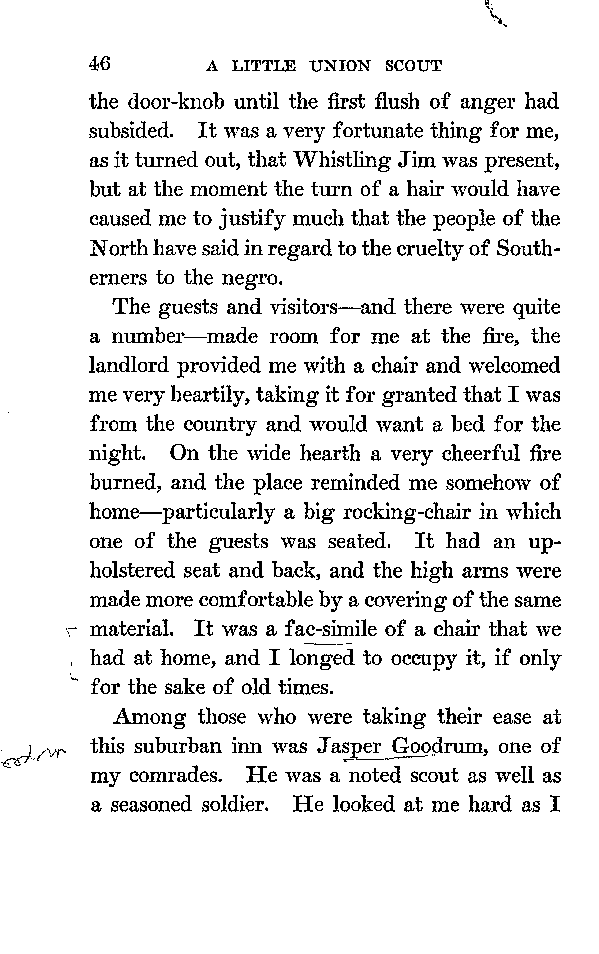 46 A LITTLE UNION SCOUT
the door-knob until the first flush of anger had
subsided. It was a very fortunate thing for me,
as it turned out, that Whistling Jim was present,
but at the moment the turn of a hair would have
caused me to justify much that the people of the
North have said in regard to the cruelty of South-
erners to the negro.
The guests and visitors—and there were quite
a number—made room for me at the fire, the
landlord provided me with a chair and welcomed
me very heartily, taking it for granted that I was
from the country and would want a bed for the
night. On the wide hearth a very cheerful fire
burned, and the place reminded me somehow of
home—particularly a big rocking-chair in which
one of the guests was seated. It had an up-
holstered seat and back, and the high arms were
made more comfortable by a covering of the same
material. It was a fac-simile of a chair that we
had at home, and I longed to occupy it, if only
for the sake of old times.
Among those who were taking their ease at
this suburban inn was Jasper Goodrum, one of
my comrades. He was a noted scout as well as
a seasoned soldier. He looked at me hard as I